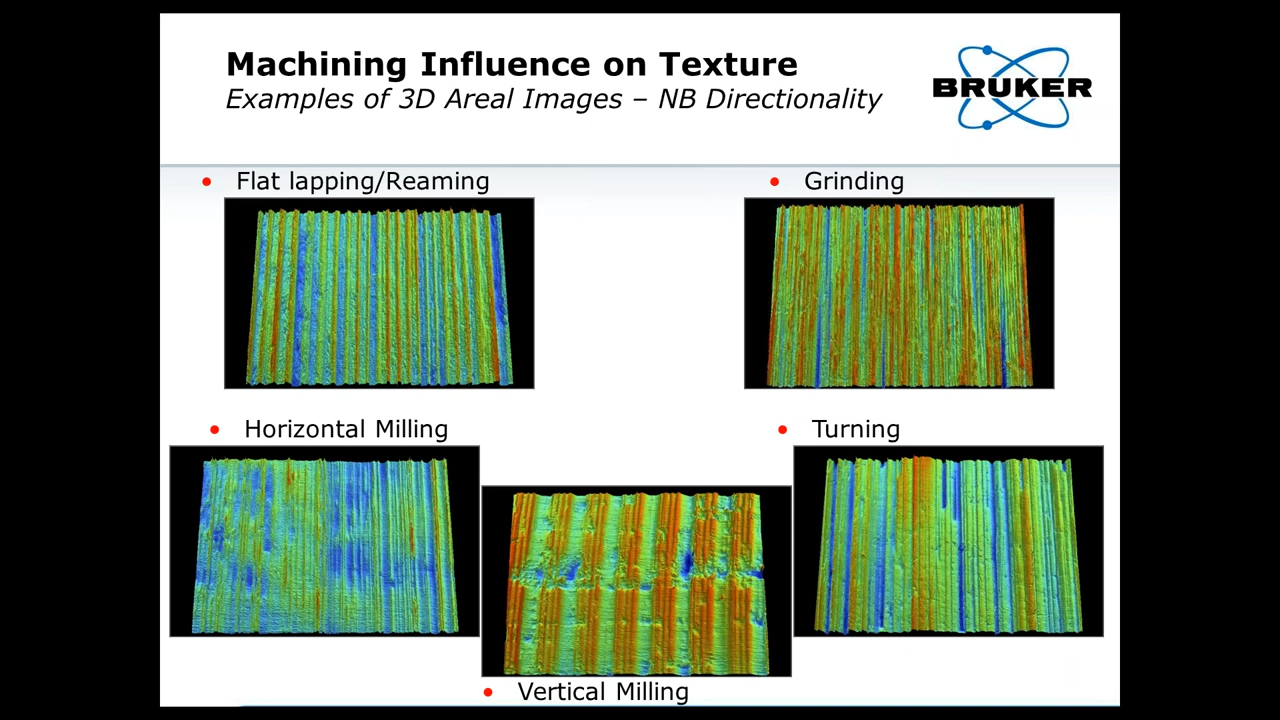 Machining Influence on Texture
Examples of 3D Areal Images – NB Directionality
BRUKER
• Flat lapping/Reaming
• Grinding
• Horizontal Milling
• Turning
• Vertical Milling